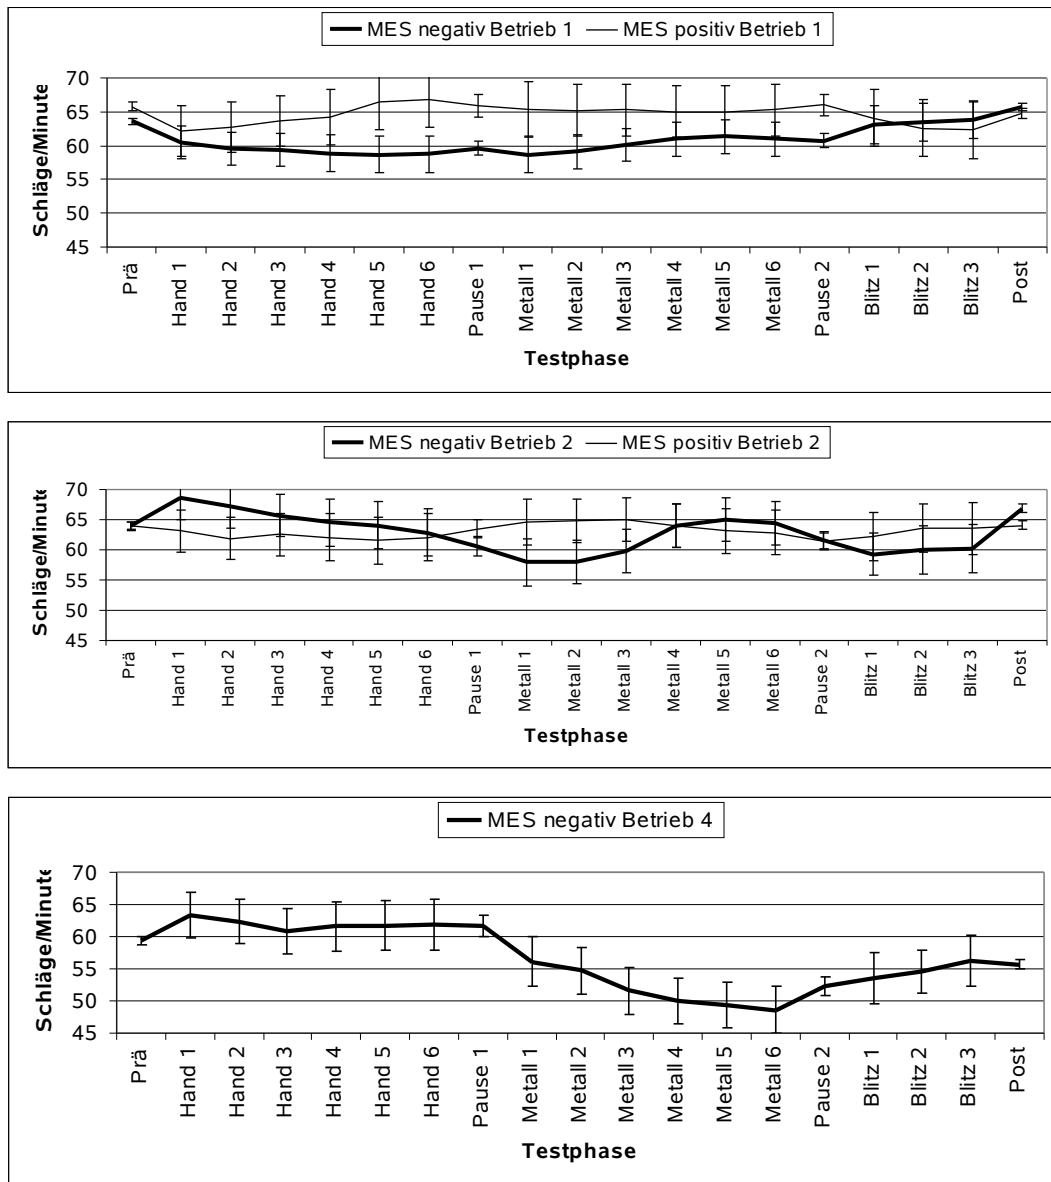 MES negativ Betrieb 1 MES positiv Betrieb 1
Schläge/Minute
70
65
60
55
50
45
Prä Hand 1 Hand 2 Hand 3 Hand 4 Hand 5 Hand 6 Pause 1 Metall 1 Metall 2 Metall 3 Metall 4 Metall 5 Metall 6 Pause 2 Blitz 1 Blitz 2 Blitz 3 Post
Testphase
MES negativ Betrieb 2 MES positiv Betrieb 2
Schläge/Minute
70
65
60
55
50
45
Prä Hand 1 Hand 2 Hand 3 Hand 4 Hand 5 Hand 6 Pause 1 Metall 1 Metall 2 Metall 3 Metall 4 Metall 5 Metall 6 Pause 2 Blitz 1 Blitz 2 Blitz 3 Post
Testphase
MES negativ Betrieb 4
Schläge/Minute
70
65
60
55
50
45
Prä Hand 1 Hand 2 Hand 3 Hand 4 Hand 5 Hand 6 Pause 1 Metall 1 Metall 2 Metall 3 Metall 4 Metall 5 Metall 6 Pause 2 Blitz 1 Blitz 2 Blitz 3 Post
Testphase